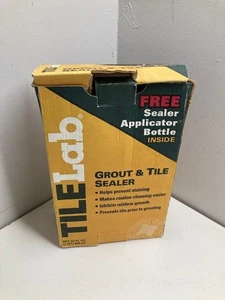 FREE
Sealer
Applicator
Bottle
INSIDE
TILELab®
GROUT & TILE
SEALER
• Helps prevent staining
• Makes routine cleaning easier
• Inhibits mildew growth
• Preseals tile prior to grouting